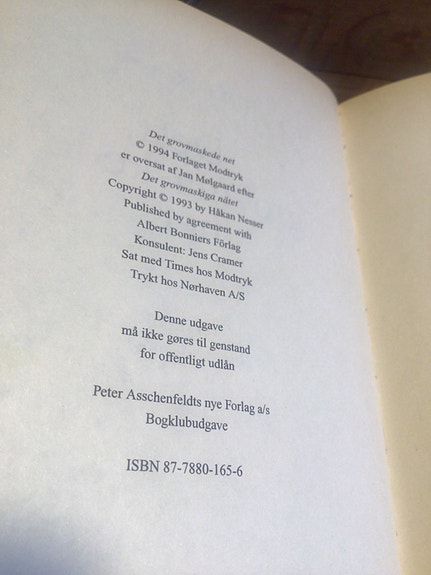 Det grovmaskede net
© 1994 Forlaget Modtryk
er oversat af Jan Mølgaard efter
Det grovmaskiga nätet
Copyright © 1993 by Håkan Nesser
Published by agreement with
Albert Bonniers Förlag
Konsulent: Jens Cramer
Sat med Times hos Modtryk
Trykt hos Nørhaven A/S
Denne udgave
må ikke gøres til genstand
for offentligt udlån
Peter Asschenfeldts nye Forlag a/s
Bogklubudgave
ISBN 87-7880-165-6